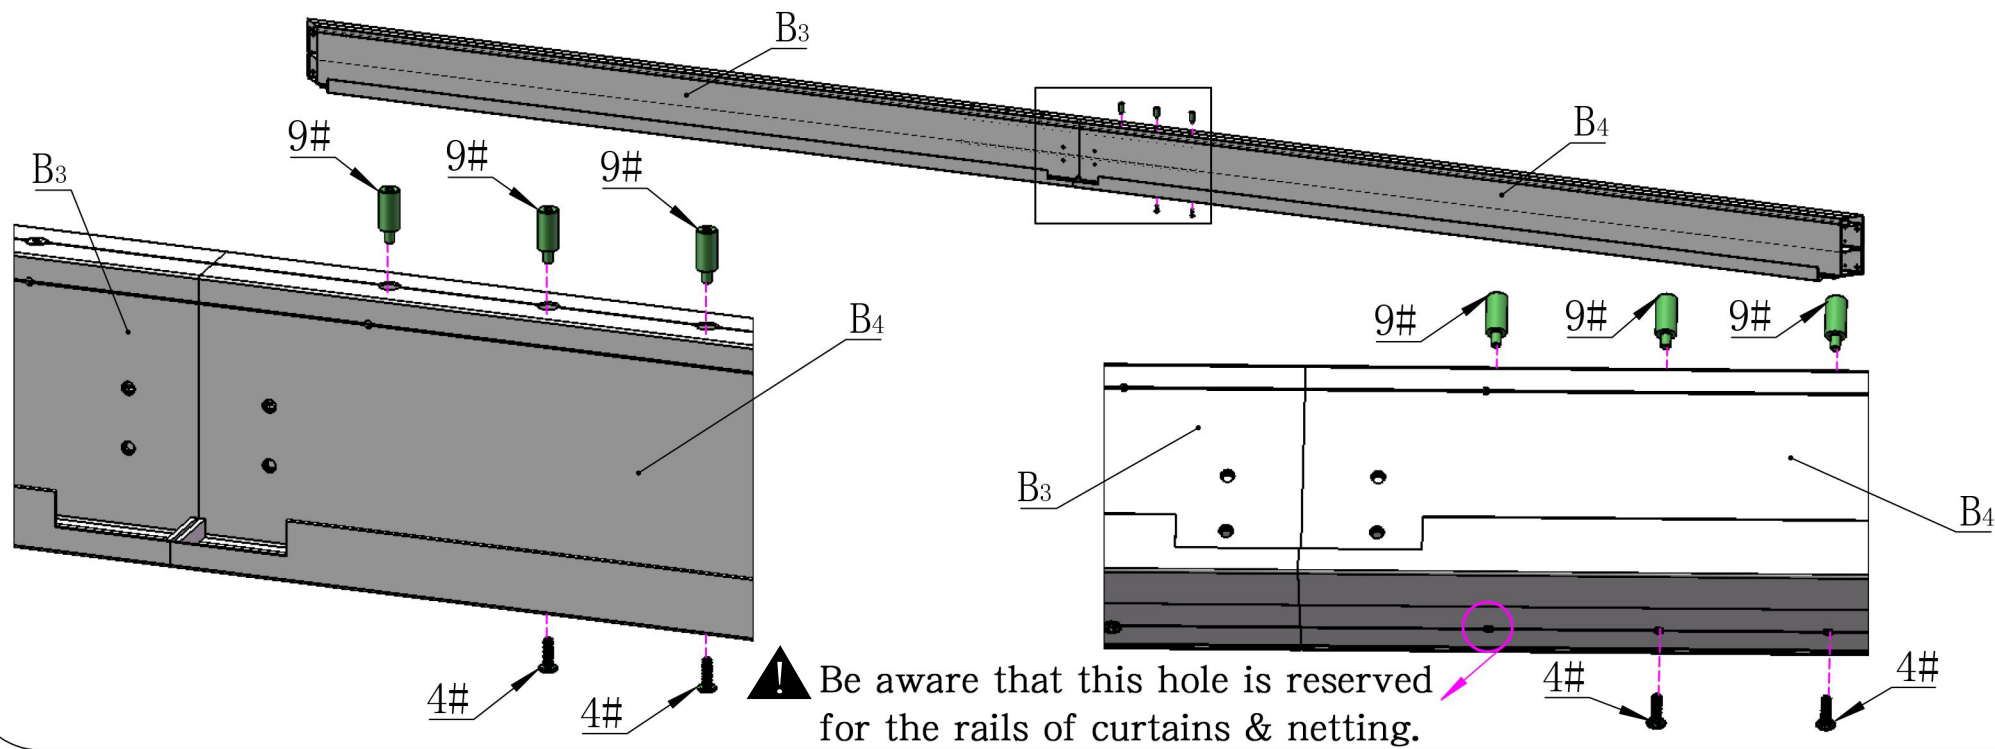 B3
B4
9#
9#
9#
B3
B4
4#
4#
9#
9#
9#
B3
B4
4#
4#
Be aware that this hole is reserved
for the rails of curtains & netting.